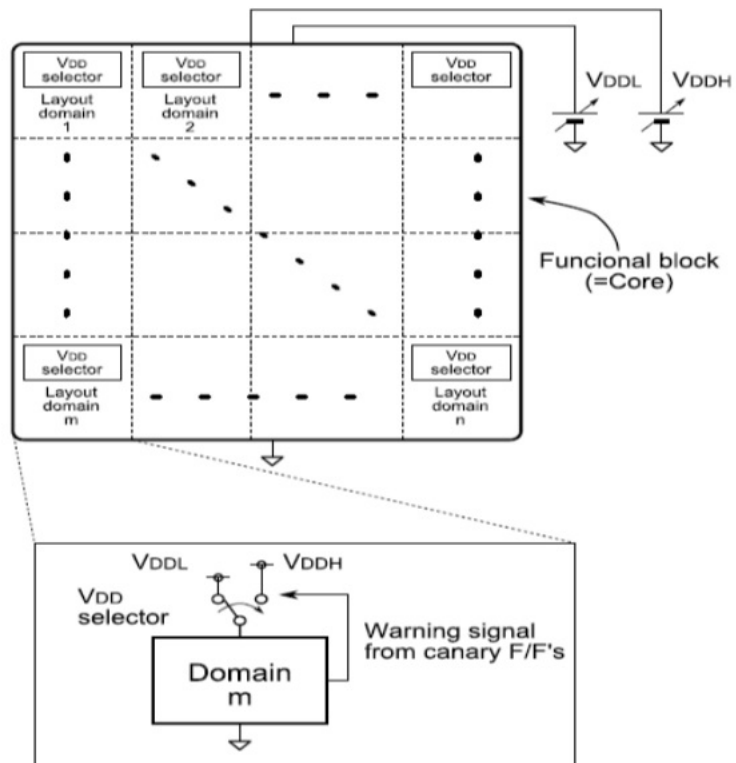 VDD
selector
Layout
domain
1
VDD
selector
Layout
domain
2
VDD
selector
VDDL
VDDH
Funcional block
(=Core)
VDD
selector
Layout
domain
m
VDD
selector
Layout
domain
n
VDDL
VDDH
VDD
selector
Warning signal
from canary F/F's
Domain
m